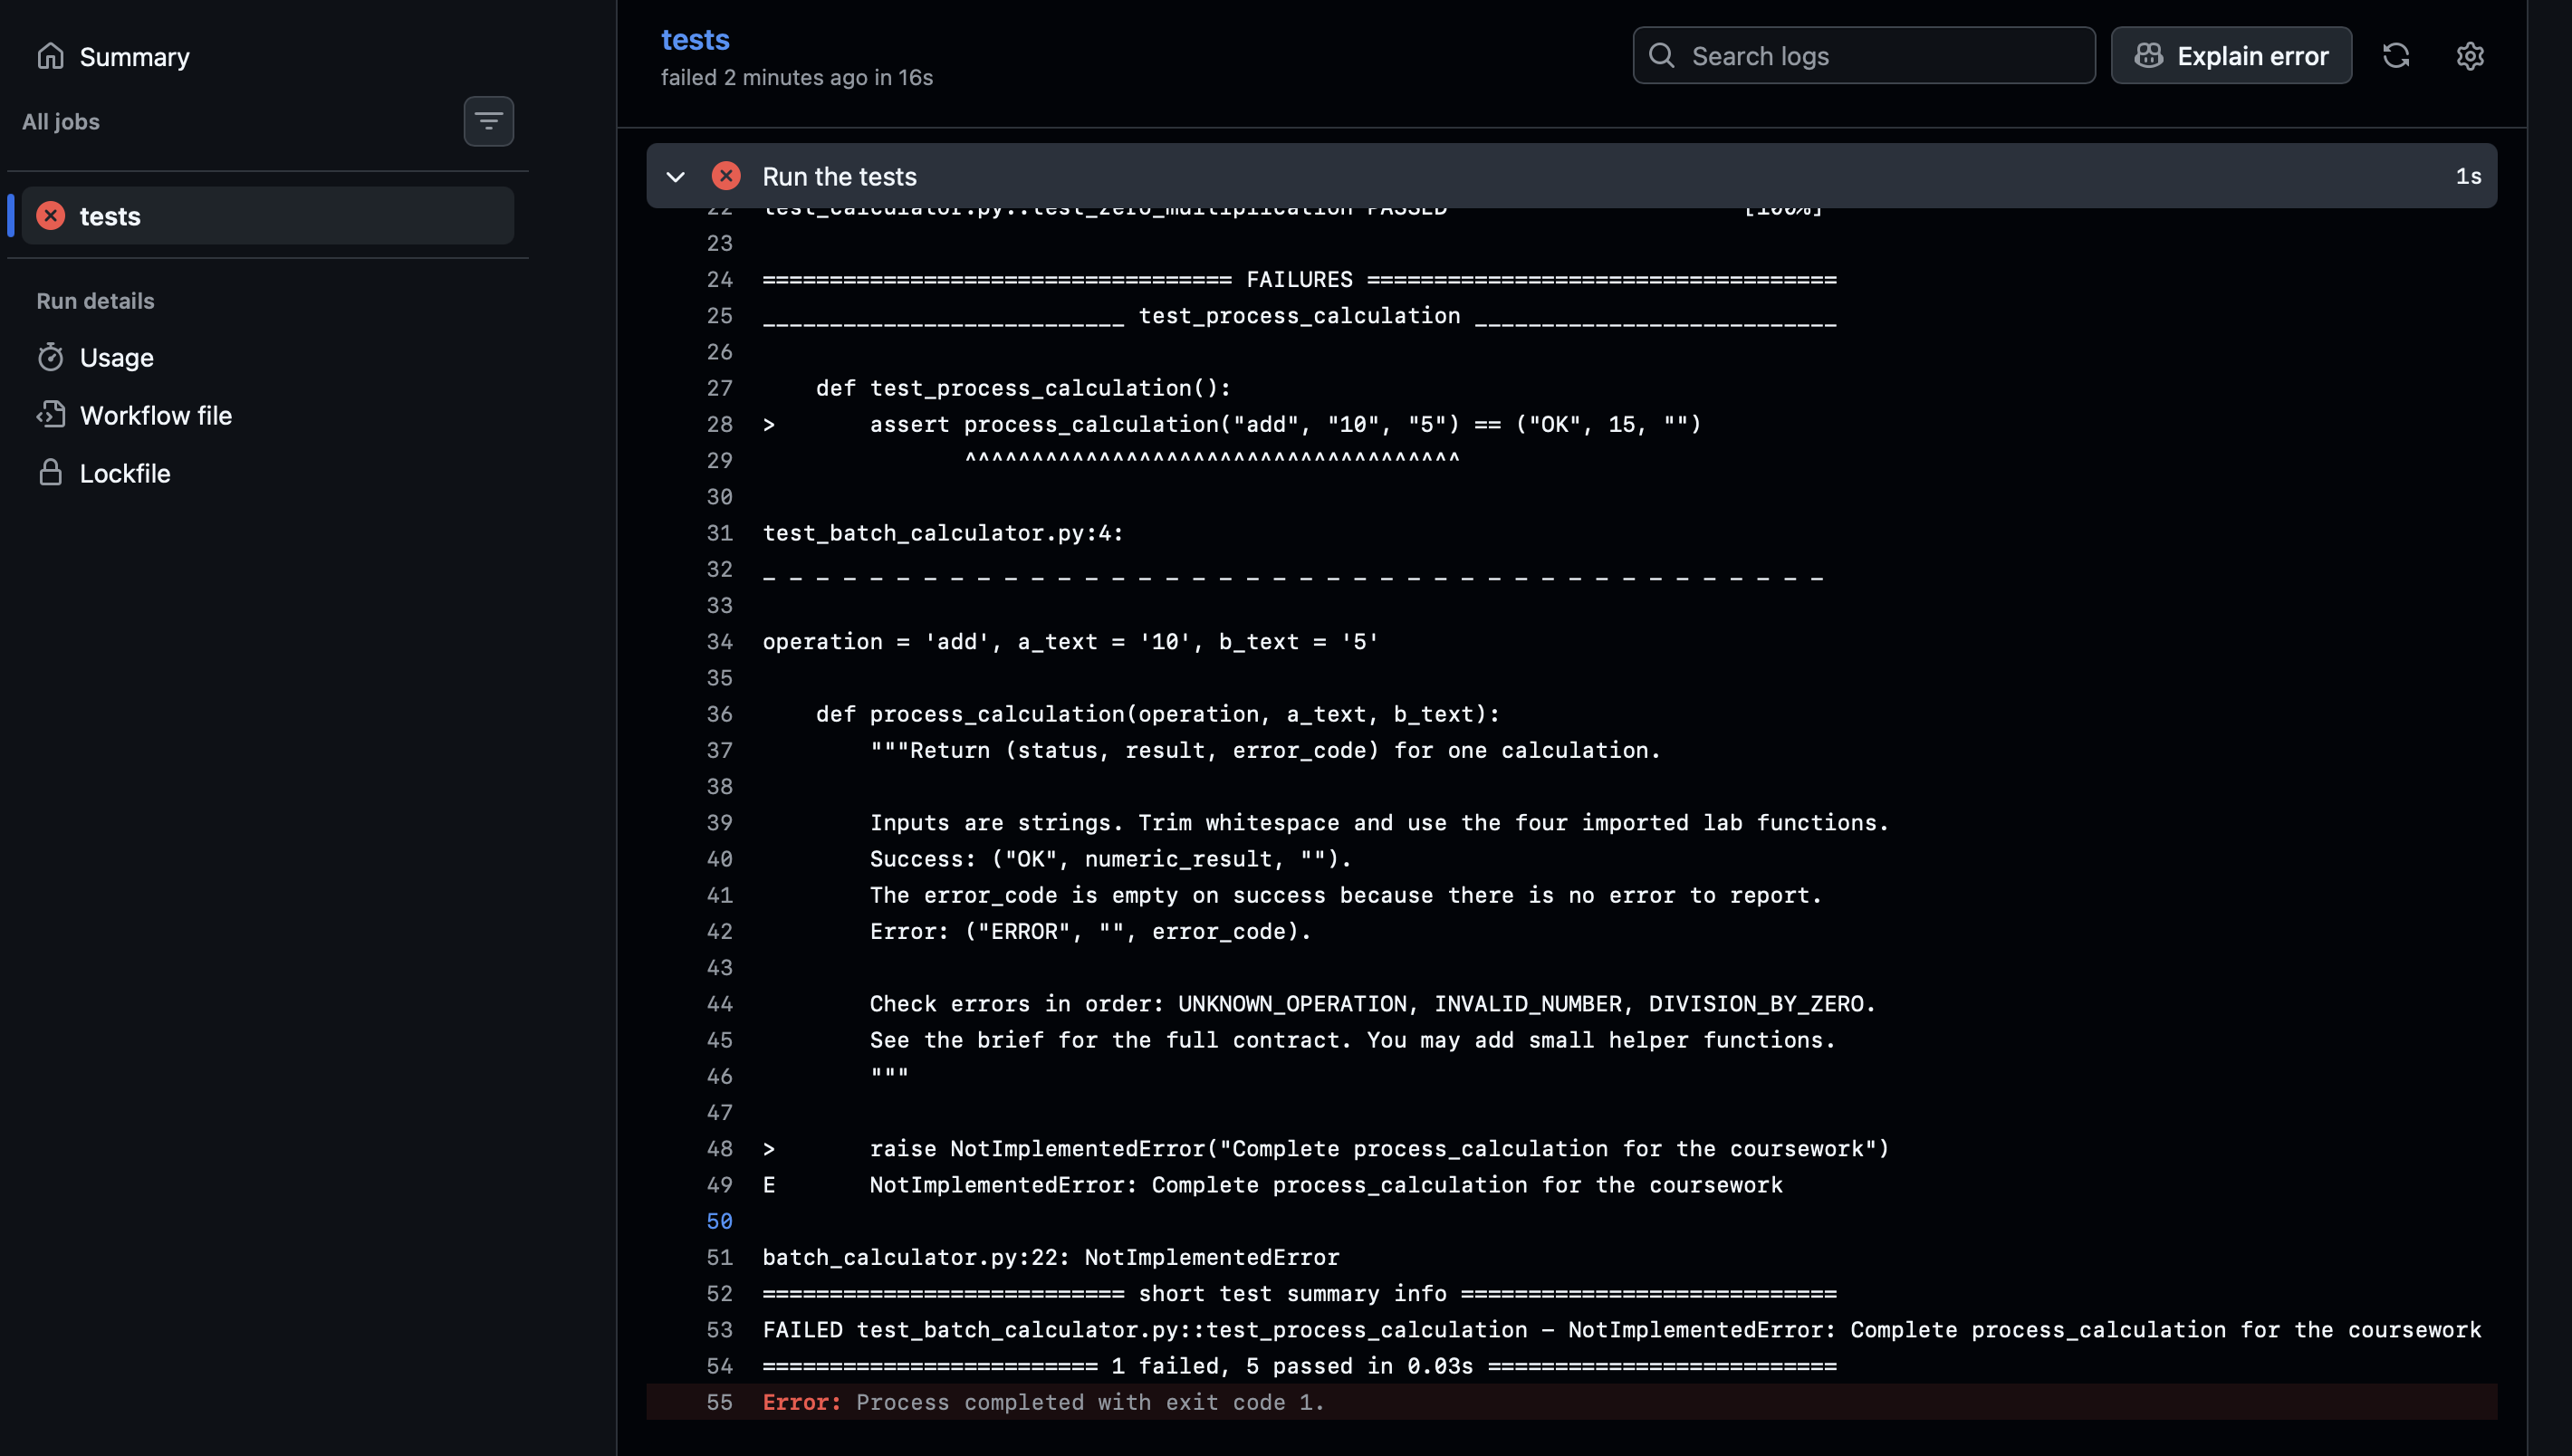 Summary
All jobs
tests
Run details
Usage
Workflow file
Lockfile
tests
failed 2 minutes ago in 16s
Search logs
Explain error
Run the tests
1s
22 test_calculator.py::test_zero_multiplication PASSED [100%]
23
24 =================================== FAILURES ===================================
25 ___________________________ test_process_calculation ___________________________
26
27     def test_process_calculation():
28 >       assert process_calculation("add", "10", "5") == ("OK", 15, "")
29                ^^^^^^^^^^^^^^^^^^^^^^^^^^^^^^^^^^^^^
30
31 test_batch_calculator.py:4:
32 _ _ _ _ _ _ _ _ _ _ _ _ _ _ _ _ _ _ _ _ _ _ _ _ _ _ _ _ _ _ _ _ _ _ _ _ _ _ _ _
33
34 operation = 'add', a_text = '10', b_text = '5'
35
36     def process_calculation(operation, a_text, b_text):
37         """Return (status, result, error_code) for one calculation.
38
39         Inputs are strings. Trim whitespace and use the four imported lab functions.
40         Success: ("OK", numeric_result, "").
41         The error_code is empty on success because there is no error to report.
42         Error: ("ERROR", "", error_code).
43
44         Check errors in order: UNKNOWN_OPERATION, INVALID_NUMBER, DIVISION_BY_ZERO.
45         See the brief for the full contract. You may add small helper functions.
46         """
47
48 >       raise NotImplementedError("Complete process_calculation for the coursework")
49 E       NotImplementedError: Complete process_calculation for the coursework
50
51 batch_calculator.py:22: NotImplementedError
52 =========================== short test summary info ============================
53 FAILED test_batch_calculator.py::test_process_calculation - NotImplementedError: Complete process_calculation for the coursework
54 ========================= 1 failed, 5 passed in 0.03s ==========================
55 Error: Process completed with exit code 1.